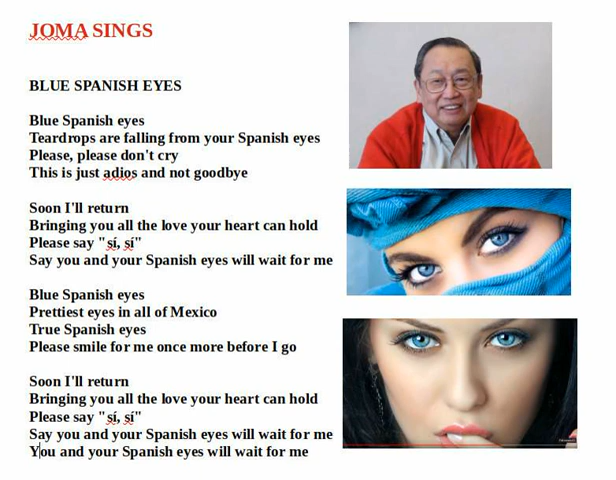 JOMA SINGS
BLUE SPANISH EYES
Blue Spanish eyes
Teardrops are falling from your Spanish eyes
Please, please don't cry
This is just adios and not goodbye
Soon I'll return
Bringing you all the love your heart can hold
Please say "sí, sí"
Say you and your Spanish eyes will wait for me
Blue Spanish eyes
Prettiest eyes in all of Mexico
True Spanish eyes
Please smile for me once more before I go
Soon I'll return
Bringing you all the love your heart can hold
Please say "sí, sí"
Say you and your Spanish eyes will wait for me
You and your Spanish eyes will wait for me